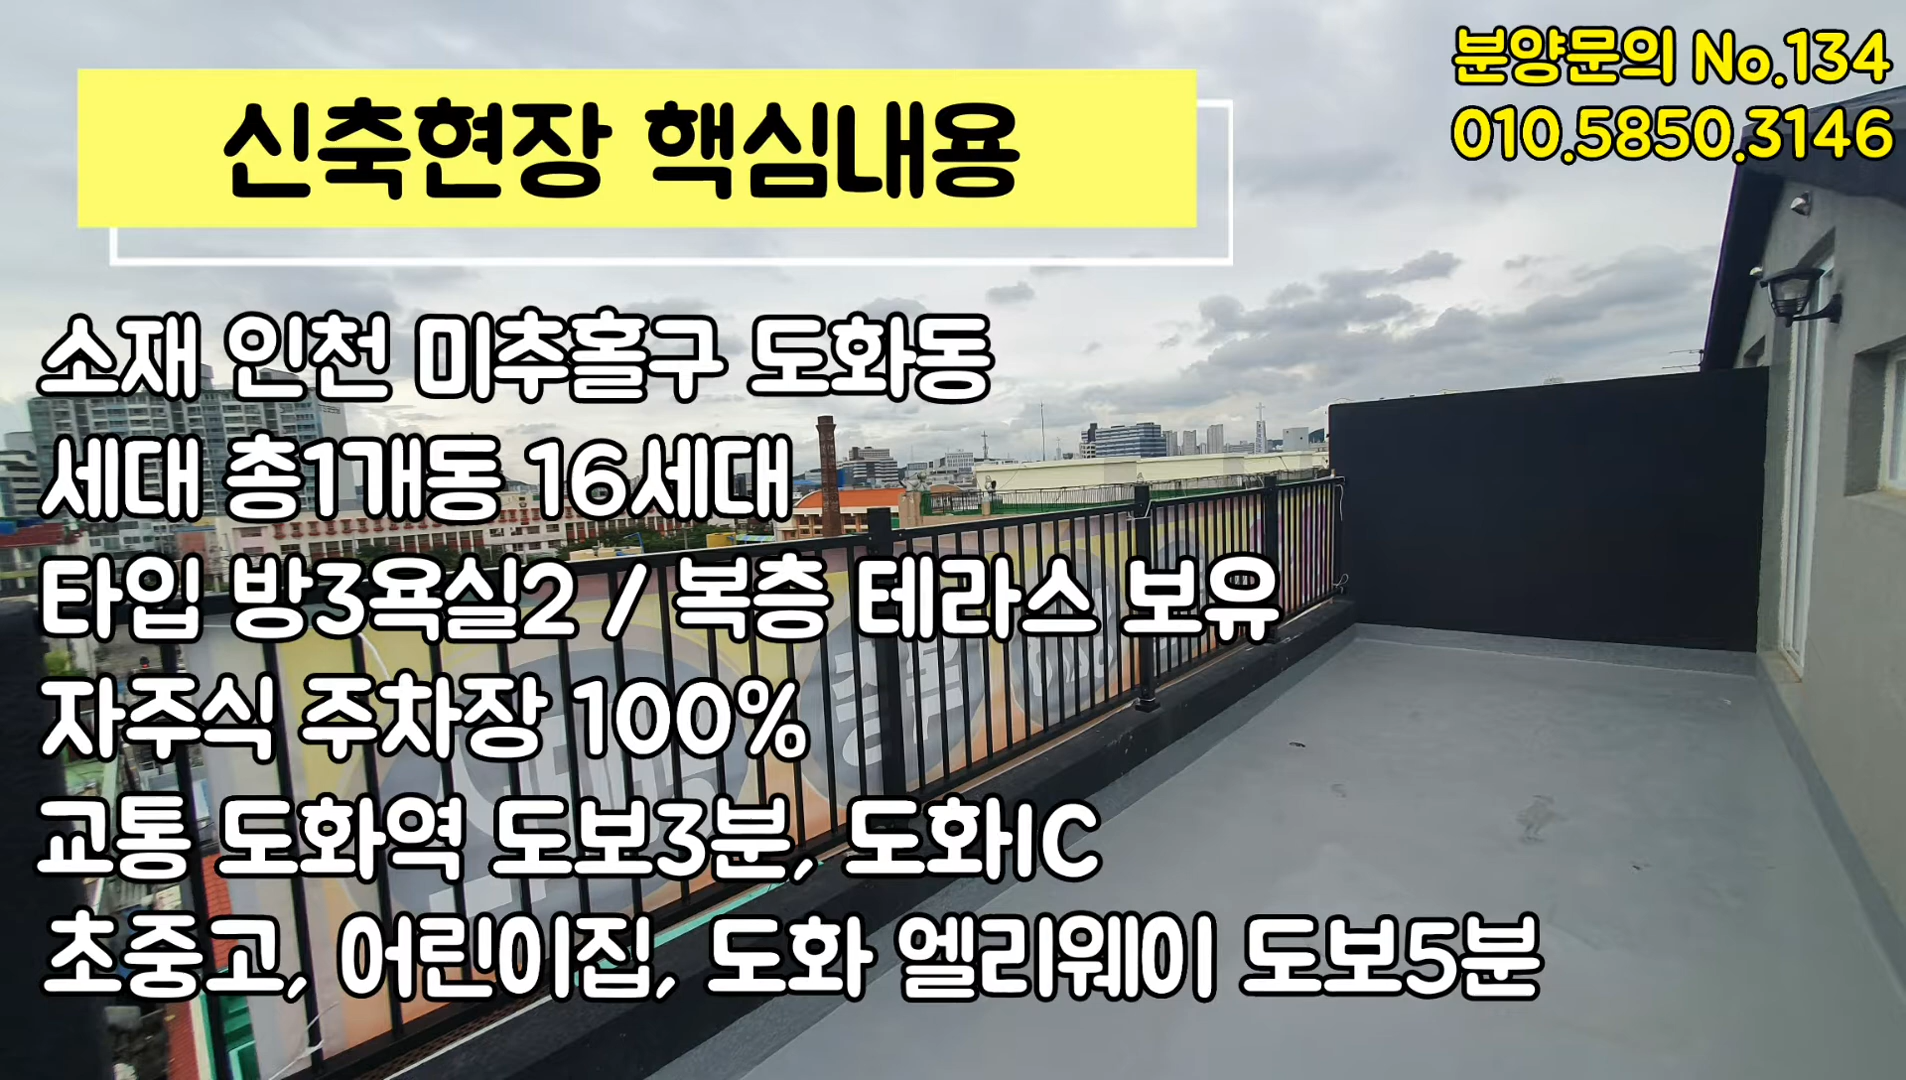 분양문의 No.134
010.5850.3146
신축현장 핵심내용
소재 인천 미추홀구 도화동
세대 총1개동 16세대
타입 방3욕실2 / 복층 테라스 보유
자주식 주차장 100%
교통 도화역 도보3분, 도화IC
초중고, 어린이집, 도화 엘리웨이 도보5분